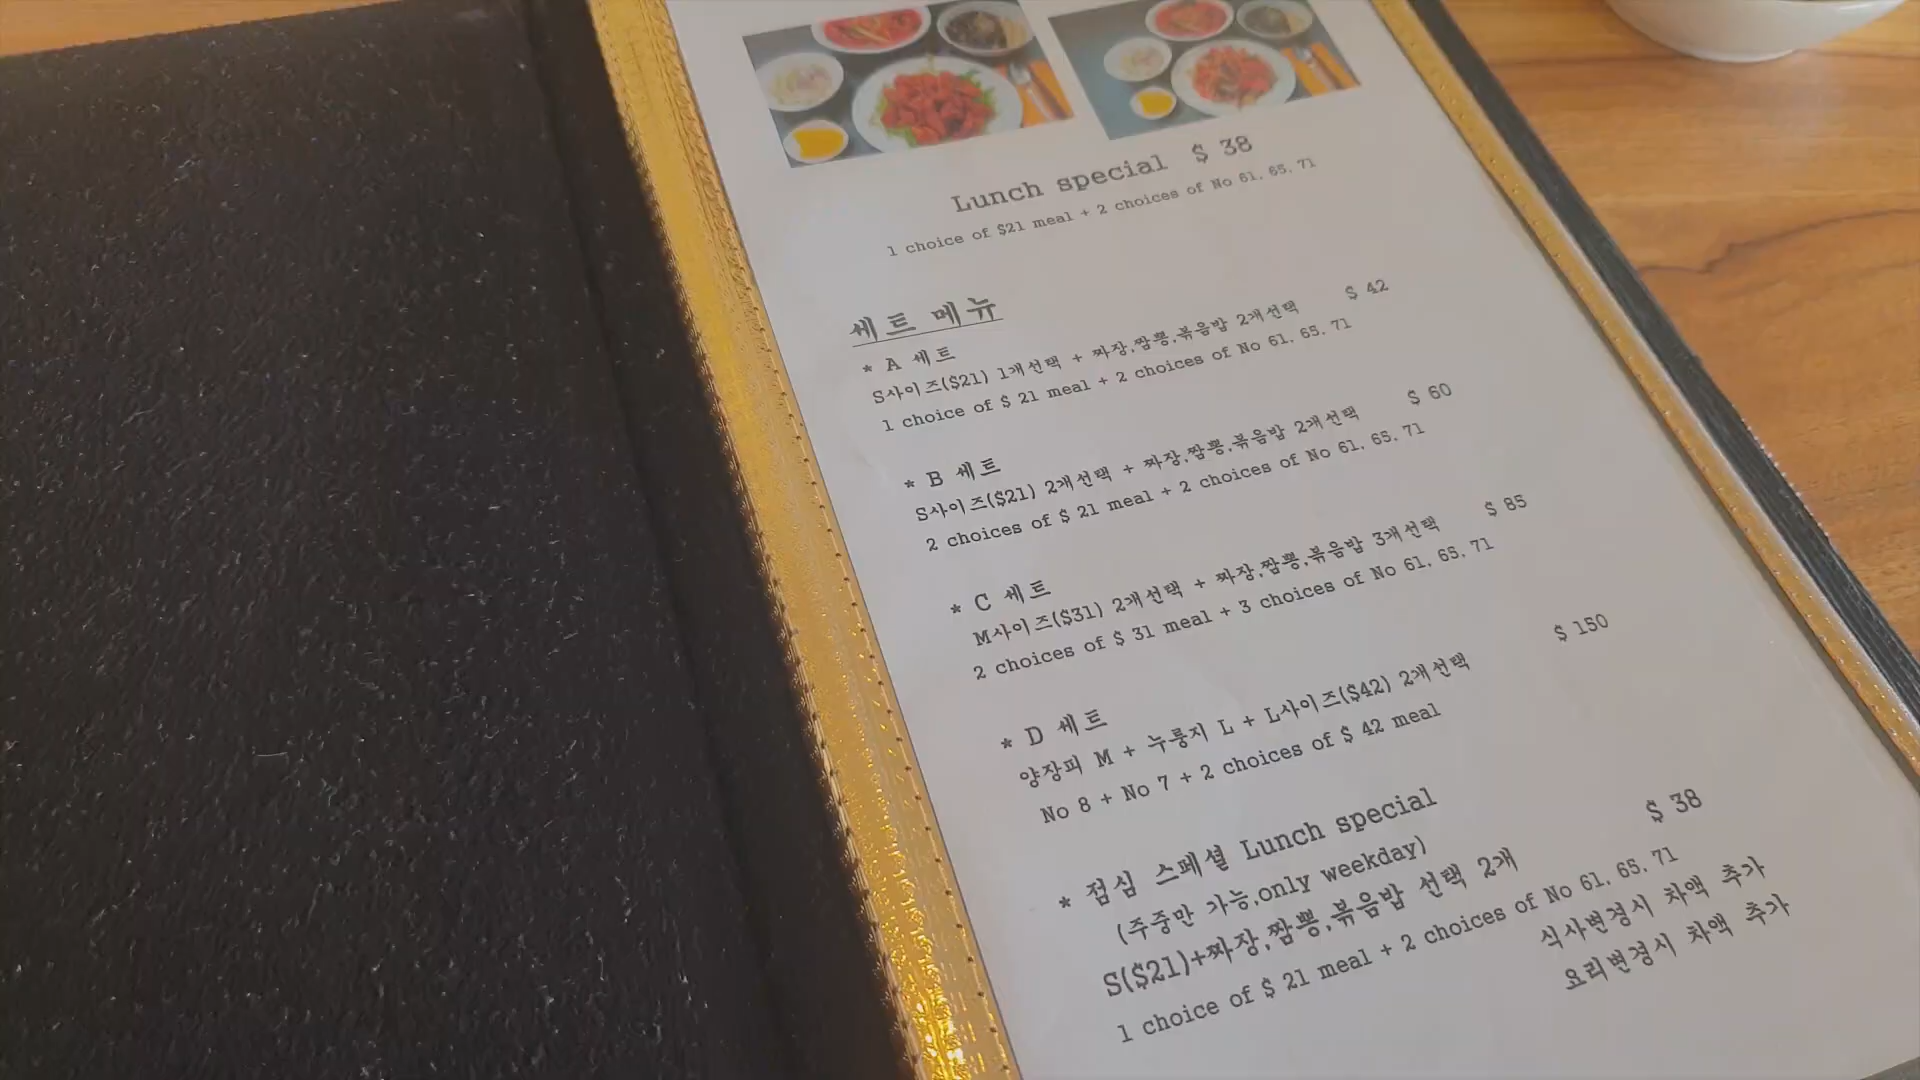 Lunch special $ 38
1 choice of $21 meal + 2 choices of No 61, 65, 71
세트 메뉴
* A 세트 $ 42
S사이즈($21) 1개선택 + 짜장,짬뽕,볶음밥 2개선택
1 choice of $ 21 meal + 2 choices of No 61, 65, 71
* B 세트 $ 60
S사이즈($21) 2개선택 + 짜장,짬뽕,볶음밥 2개선택
2 choices of $ 21 meal + 2 choices of No 61, 65, 71
* C 세트 $ 85
M사이즈($31) 2개선택 + 짜장,짬뽕,볶음밥 3개선택
2 choices of $ 31 meal + 3 choices of No 61, 65, 71
* D 세트 $ 150
양장피 M + 누룽지 L + L사이즈($42) 2개선택
No 8 + No 7 + 2 choices of $ 42 meal
* 점심 스페셜 Lunch special $ 38
(주중만 가능,only weekday)
S($21)+짜장,짬뽕,볶음밥 선택 2개
1 choice of $ 21 meal + 2 choices of No 61, 65, 71
식사변경시 차액 추가
요리변경시 차액 추가